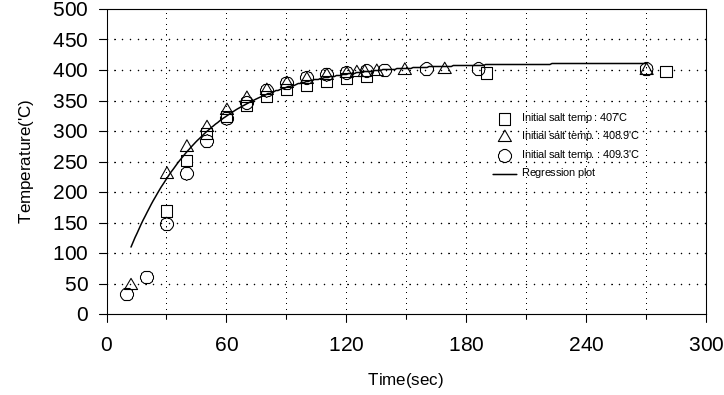 500
450
400
350
300
250
200
150
100
50
0
Temperature('C)
0 60 120 180 240 300
Time(sec)
Initial salt temp : 407'C
Initial salt temp. : 408.9'C
Initial salt temp. : 409.3'C
Regression plot